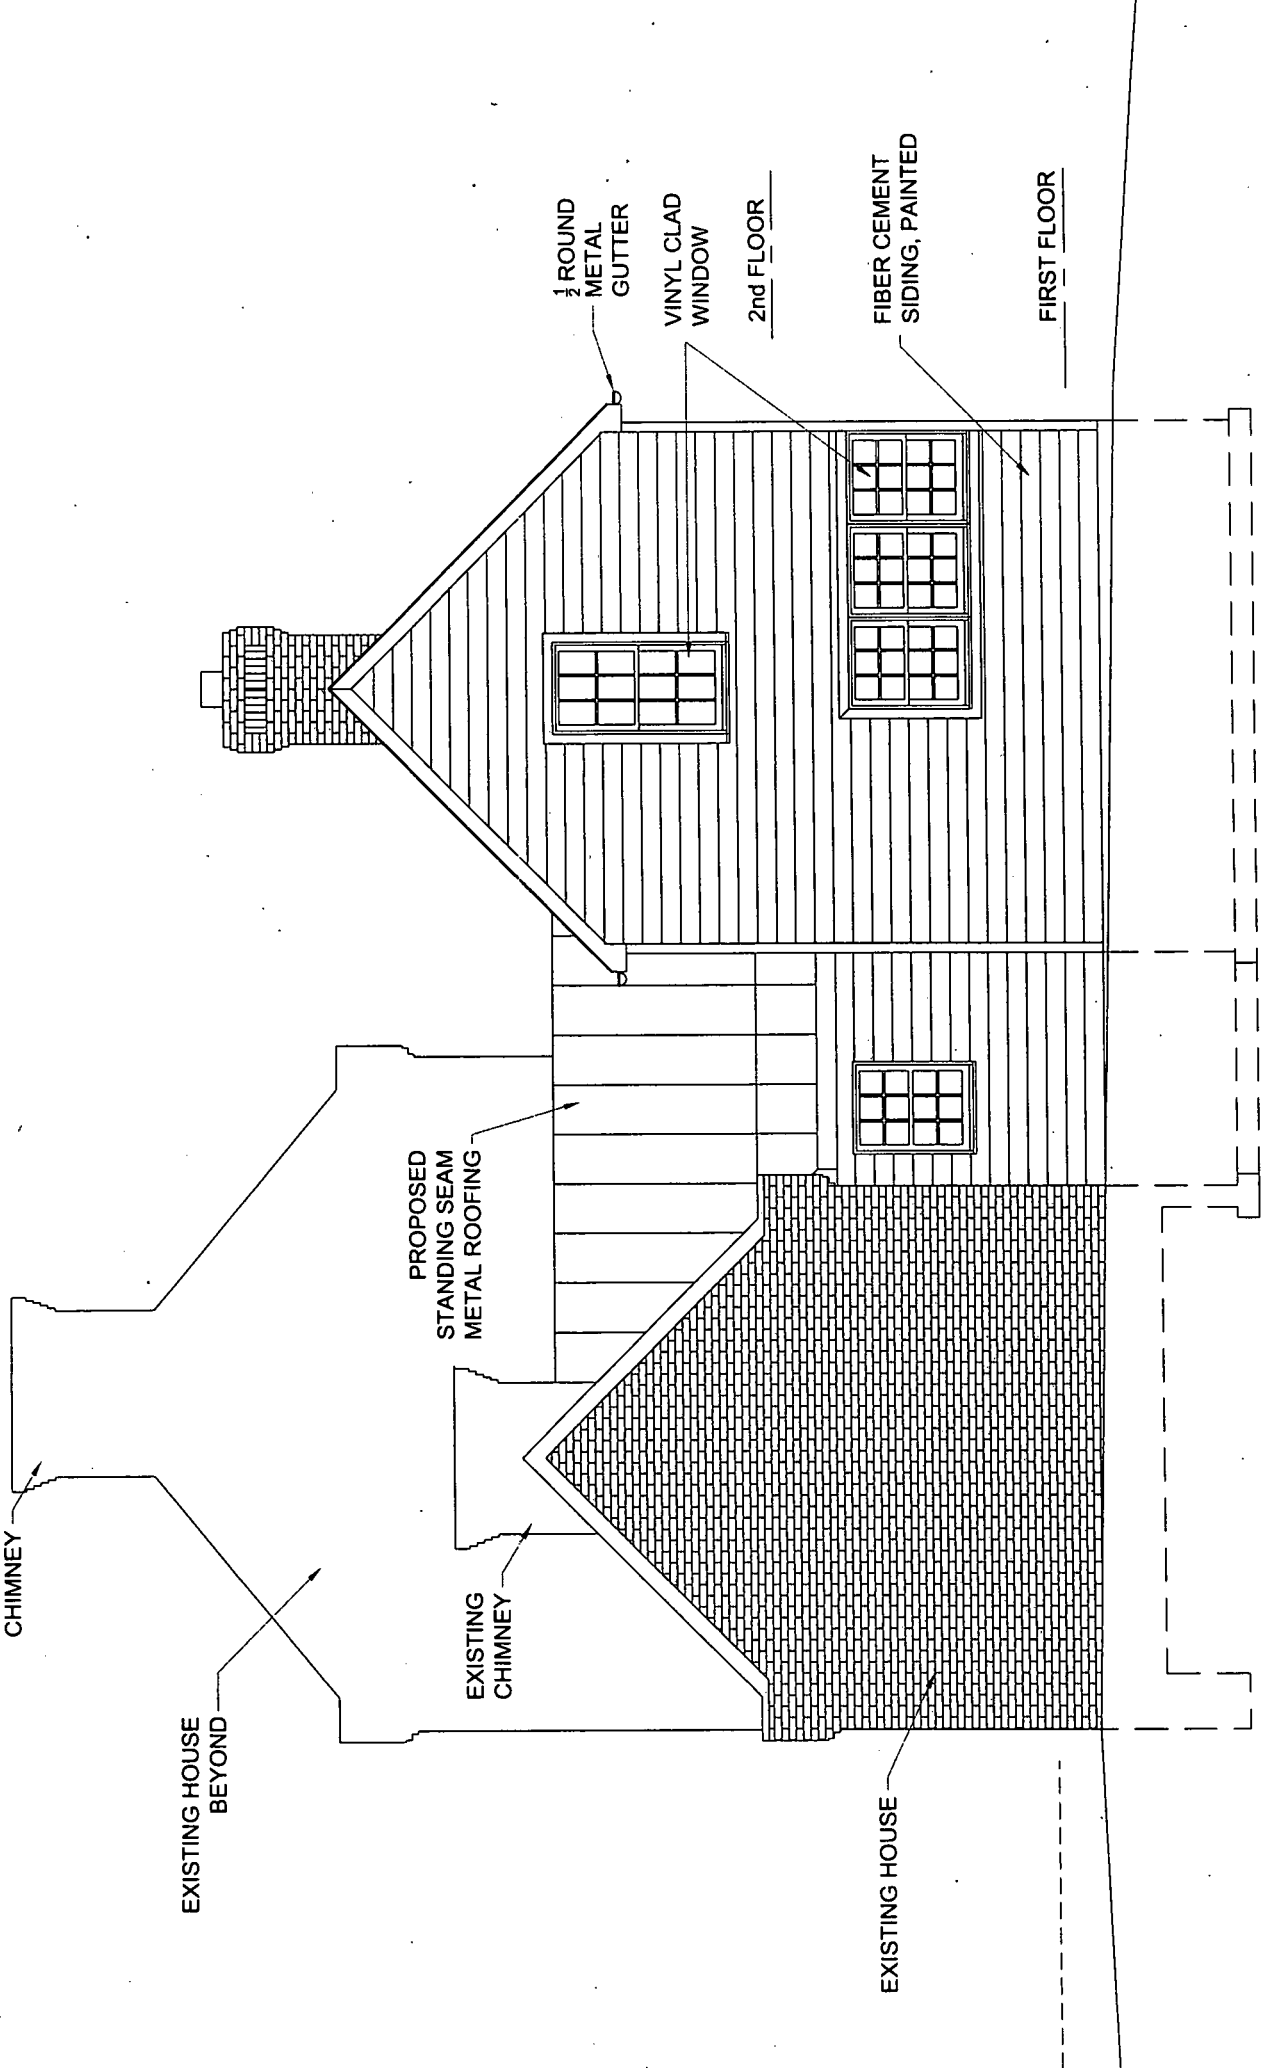 CHIMNEY
EXISTING HOUSE
BEYOND
EXISTING
CHIMNEY
EXISTING HOUSE
PROPOSED
STANDING SEAM
METAL ROOFING
½ ROUND
METAL
GUTTER
VINYL CLAD
WINDOW
2nd FLOOR
FIBER CEMENT
SIDING, PAINTED
FIRST FLOOR